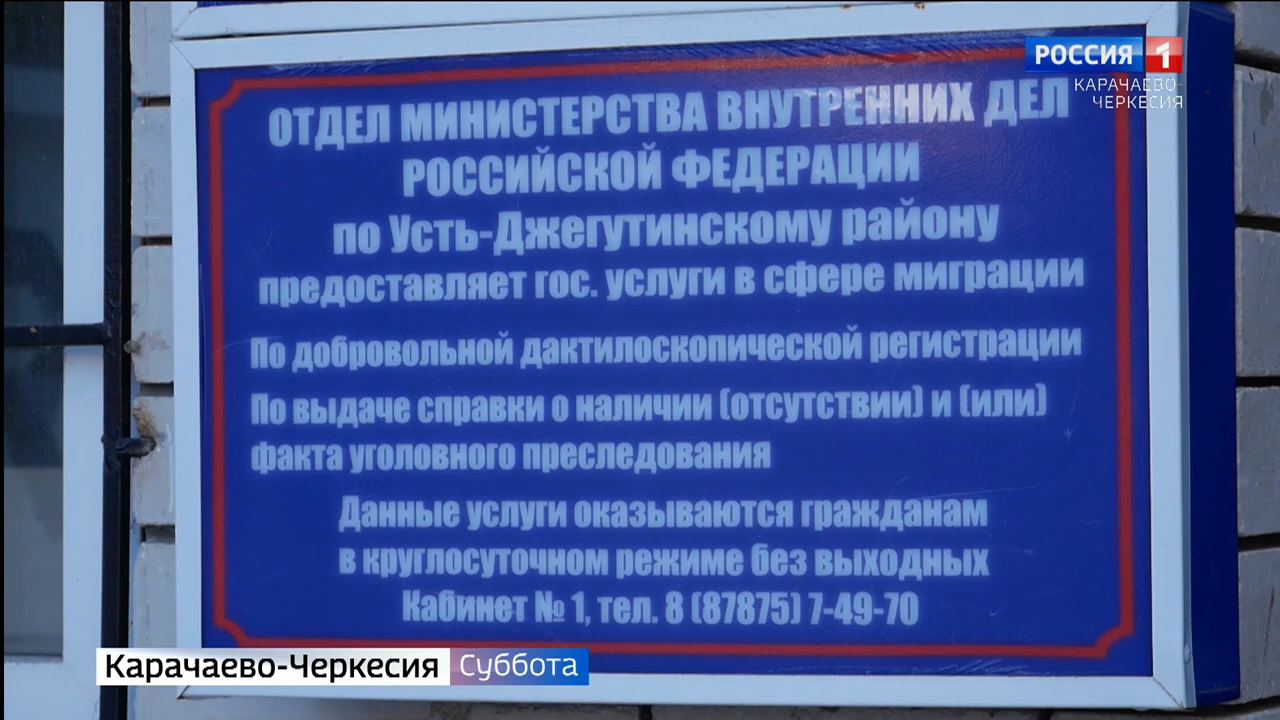 РОССИЯ 1
КАРАЧАЕВО-
ЧЕРКЕСИЯ
ОТДЕЛ МИНИСТЕРСТВА ВНУТРЕННИХ ДЕЛ
РОССИЙСКОЙ ФЕДЕРАЦИИ
по Усть-Джегутинскому району
предоставляет гос. услуги в сфере миграции
По добровольной дактилоскопической регистрации
По выдаче справки о наличии (отсутствии) и (или)
факта уголовного преследования
Данные услуги оказываются гражданам
в круглосуточном режиме без выходных
Кабинет № 1, тел. 8 (87875) 7-49-70
Карачаево-Черкесия Суббота